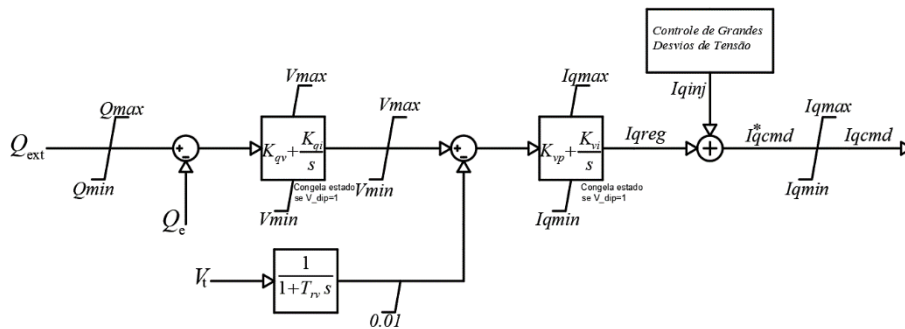 Controle de Grandes
Desvios de Tensão
Vmax
Iqmax
Iqinj
Qmax
Vmax
Iqmax
Qext
Kqv+Kqi/s
Kvp+Kvi/s
Iqreg
I*qcmd
Iqcmd
Qmin
Vmin
Iqmin
Congela estado
se V_dip=1
Congela estado
se V_dip=1
Vmin
Iqmin
Qe
Vt
1/1+Trv s
0.01